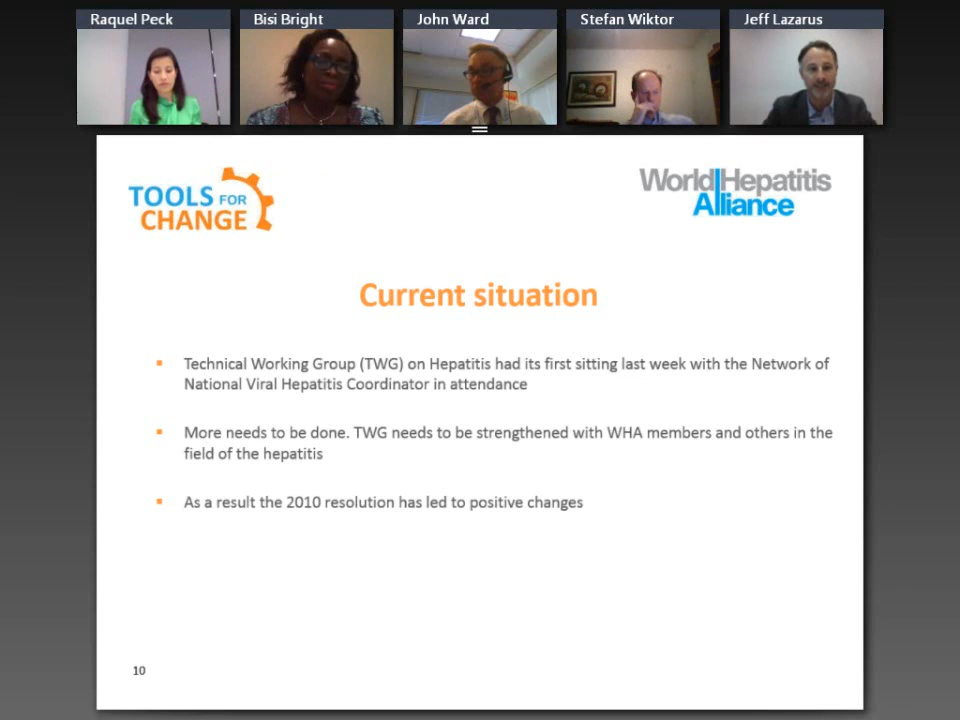 Raquel Peck
Bisi Bright
John Ward
Stefan Wiktor
Jeff Lazarus
TOOLS FOR
CHANGE
WorldHepatitis
Alliance
Current situation
Technical Working Group (TWG) on Hepatitis had its first sitting last week with the Network of
National Viral Hepatitis Coordinator in attendance
More needs to be done. TWG needs to be strengthened with WHA members and others in the
field of the hepatitis
As a result the 2010 resolution has led to positive changes
10